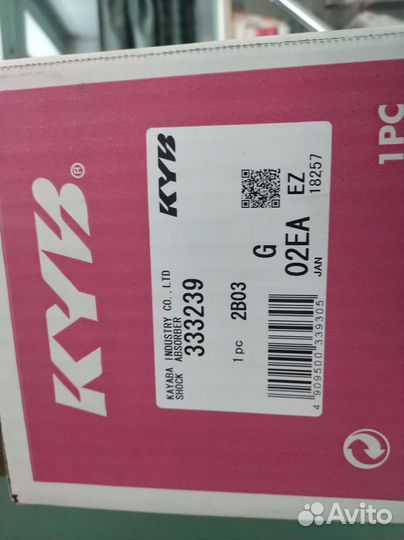 KYB®
1PC
KYB
KAYABA INDUSTRY CO.,LTD
SHOCK ABSORBER
333239
1 pc 2B03
G EZ
02EA 18257
4 909500 339305 JAN
Avito